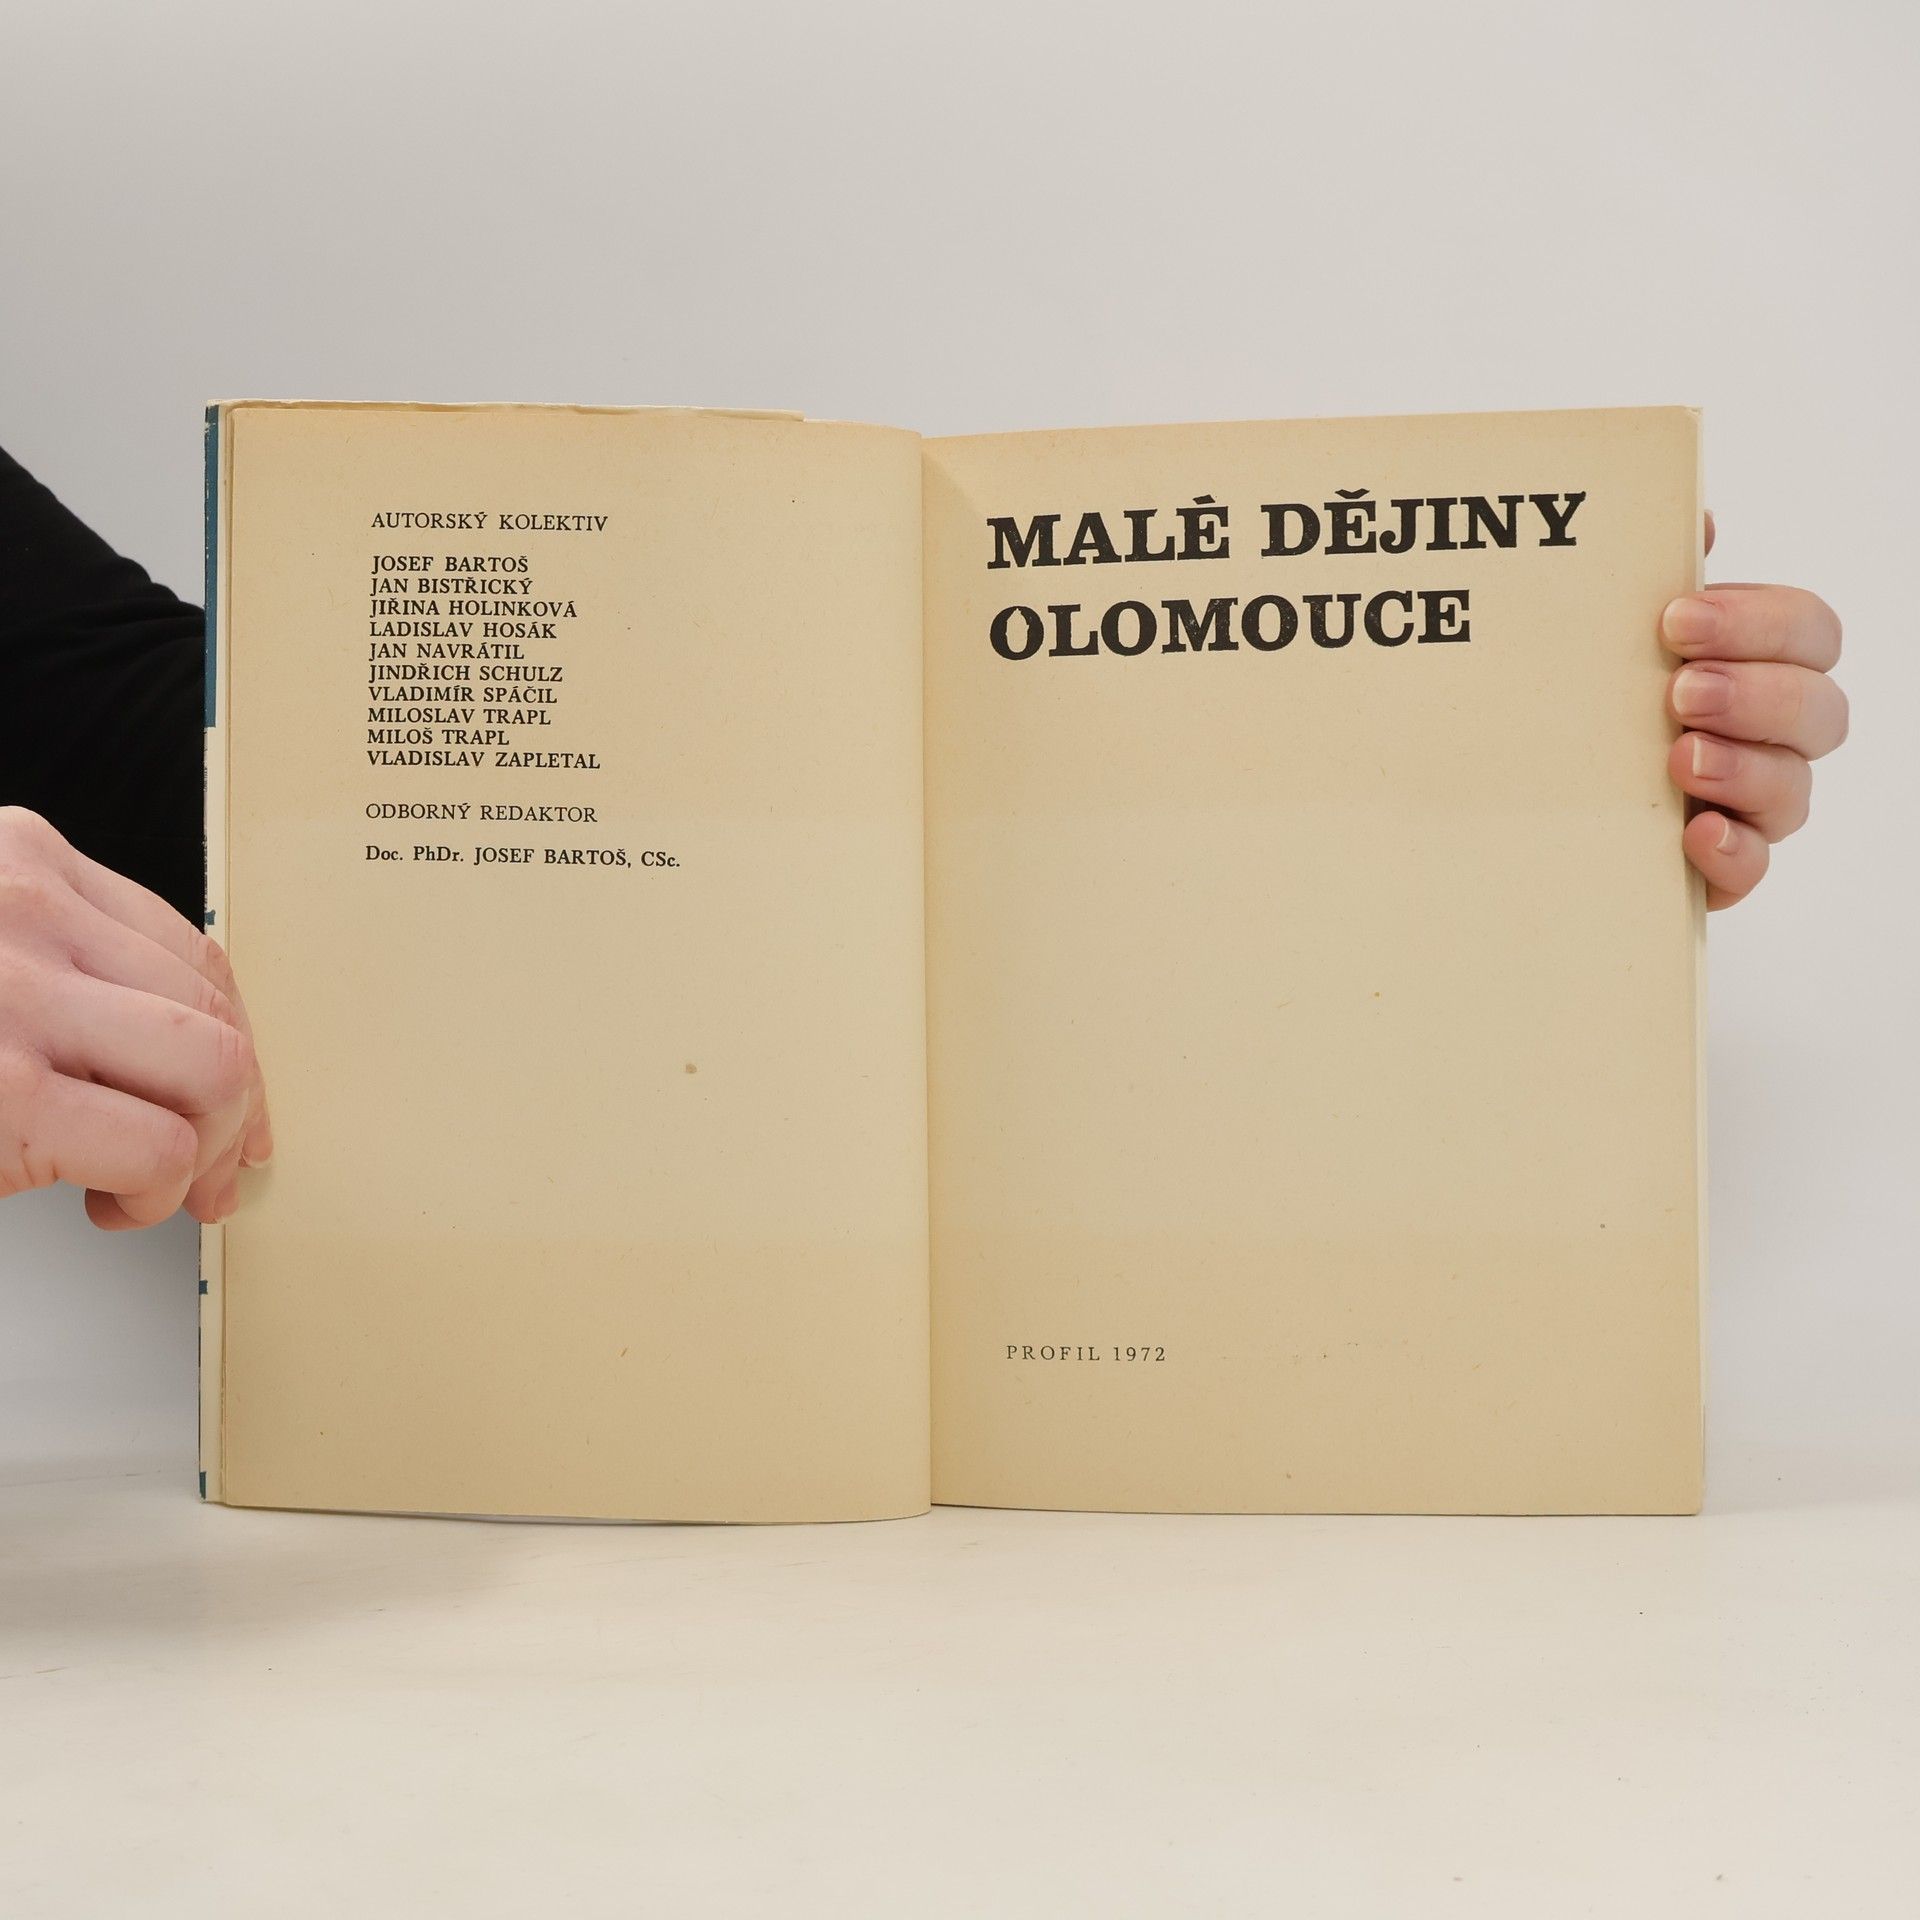 AUTORSKÝ KOLEKTIV
JOSEF BARTOŠ
JAN BISTŘICKÝ
JIŘINA HOLINKOVÁ
LADISLAV HOSÁK
JAN NAVRÁTIL
JINDŘICH SCHULZ
VLADIMÍR SPÁČIL
MILOSLAV TRAPL
MILOŠ TRAPL
VLADISLAV ZAPLETAL
ODBORNÝ REDAKTOR
Doc. PhDr. JOSEF BARTOŠ, CSc.
MALÉ DĚJINY
OLOMOUCE
PROFIL 1972